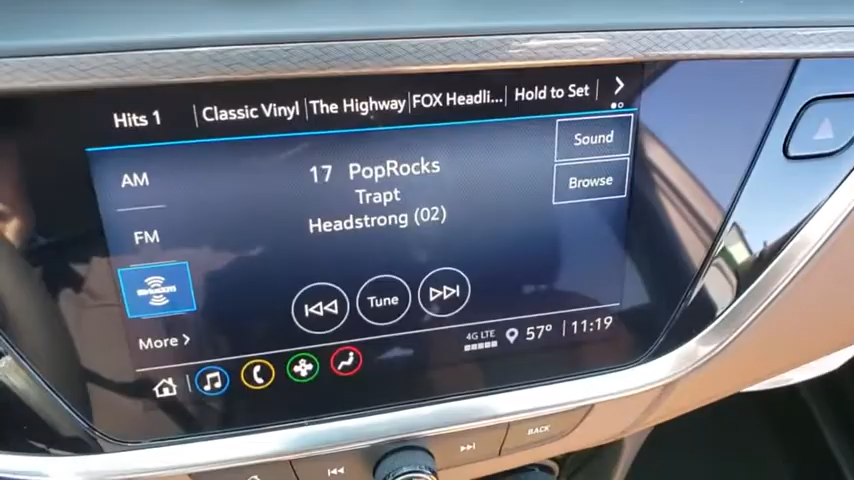 Hits 1
Classic Vinyl
The Highway
FOX Headli...
Hold to Set
AM
FM
SiriusXM
More
17 PopRocks
Trapt
Headstrong (02)
Sound
Browse
Tune
4G LTE
57°
11:19
BACK